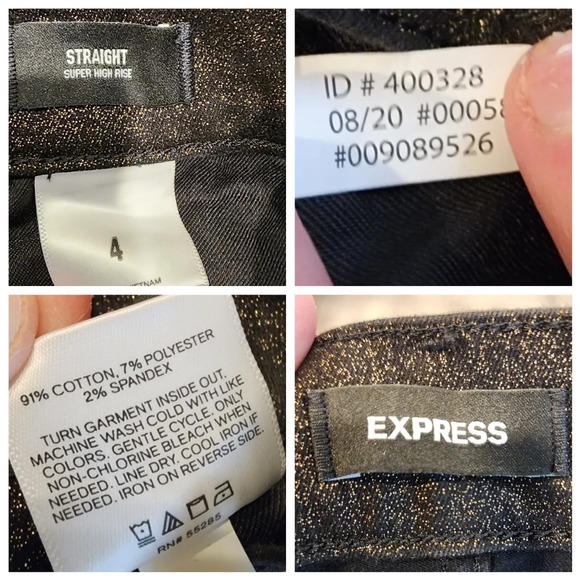 STRAIGHT
SUPER HIGH RISE
4
ID # 400328
08/20 #00058
#009089526
91% COTTON, 7% POLYESTER
2% SPANDEX
TURN GARMENT INSIDE OUT.
MACHINE WASH COLD WITH LIKE
COLORS. GENTLE CYCLE. ONLY
NON-CHLORINE BLEACH WHEN
NEEDED. LINE DRY. COOL IRON IF
NEEDED. IRON ON REVERSE SIDE.
RN# 55285
EXPRESS